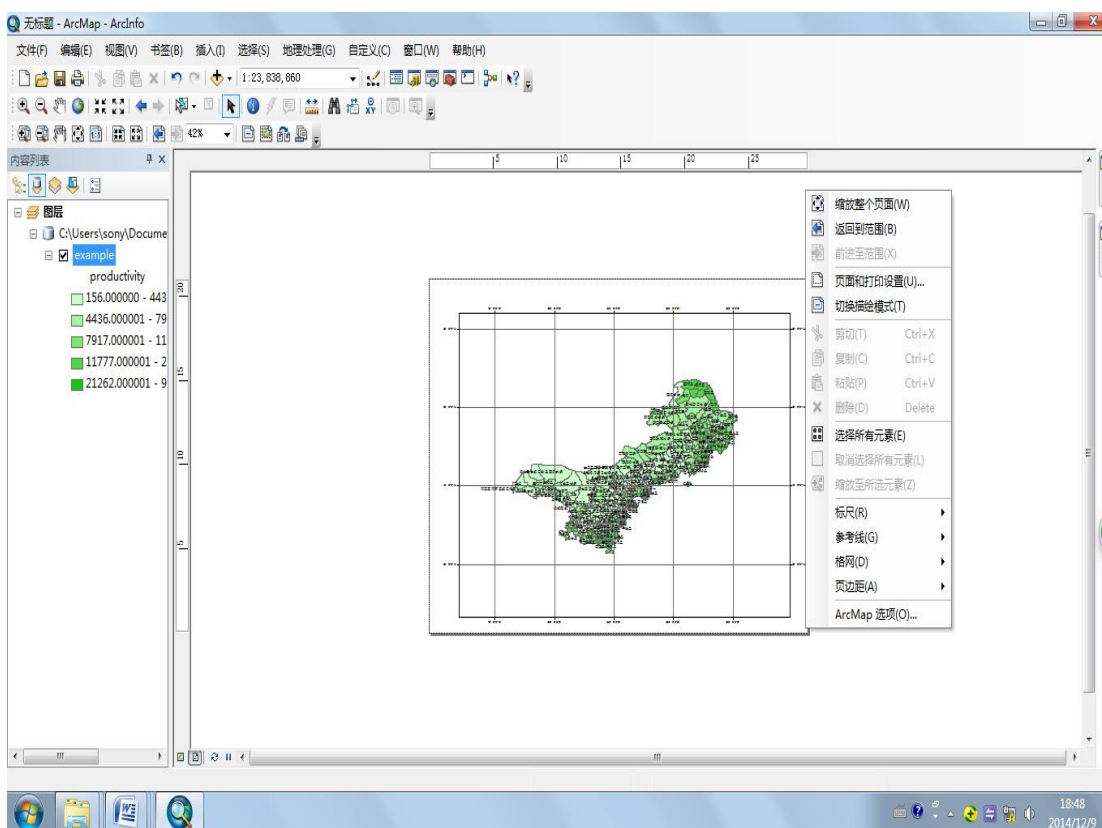 无标题 - ArcMap - ArcInfo
文件(F) 编辑(E) 视图(V) 书签(B) 插入(I) 选择(S) 地理处理(G) 自定义(C) 窗口(W) 帮助(H)
1:23,838,860
42%
内容列表
5 10 15 20 25
图层
C:\Users\sony\Docume
example
productivity
156.000000 - 443
4436.000001 - 79
7917.000001 - 11
11777.000001 - 2
21262.000001 - 9
20
15
10
5
缩放整个页面(W)
返回到范围(B)
前进至范围(X)
页面和打印设置(U)...
切换描绘模式(T)
剪切(T) Ctrl+X
复制(C) Ctrl+C
粘贴(P) Ctrl+V
删除(D) Delete
选择所有元素(E)
取消选择所有元素(L)
缩放至所选元素(Z)
标尺(R)
参考线(G)
格网(D)
页边距(A)
ArcMap 选项(O)...
18:48
2014/12/9